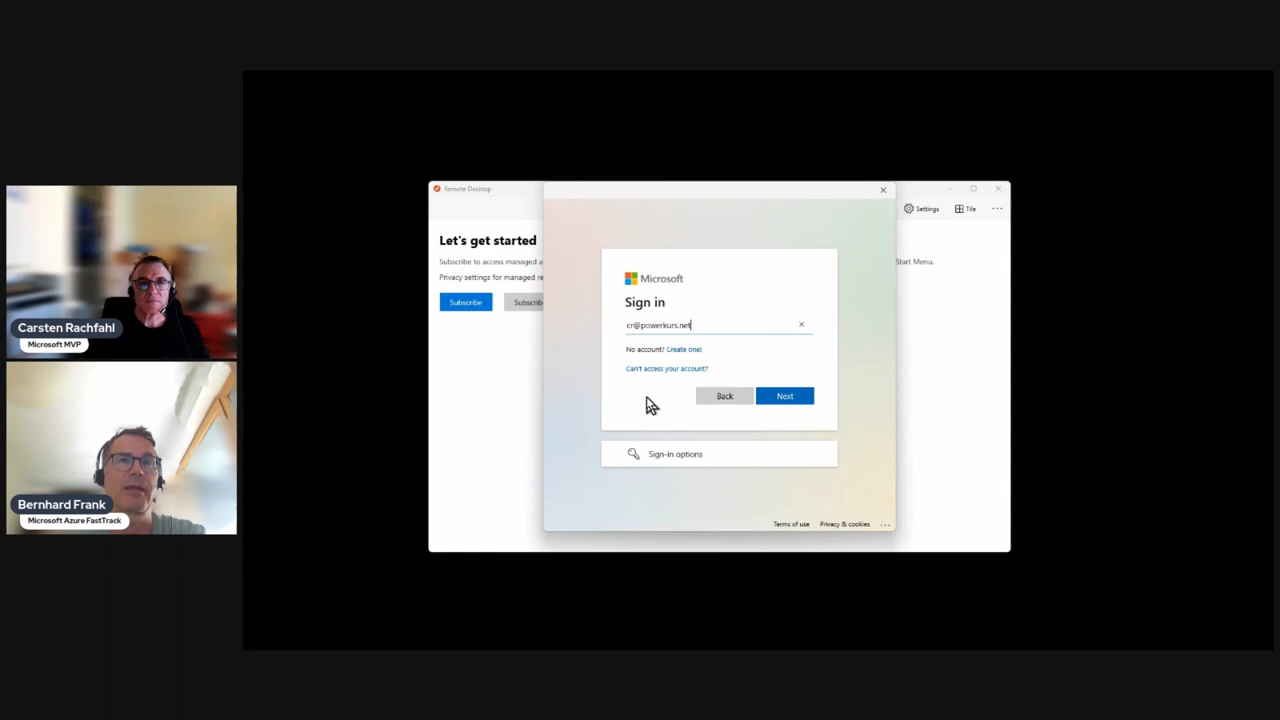 Carsten Rachfahl
Microsoft MVP
Bernhard Frank
Microsoft Azure FastTrack
Remote Desktop
Settings
Tile
Let's get started
Subscribe to access managed
Start Menu.
Privacy settings for managed
Subscribe
Microsoft
Sign in
cr@powerkurs.net
No account? Create one!
Can't access your account?
Back
Next
Sign-in options
Terms of use
Privacy & cookies